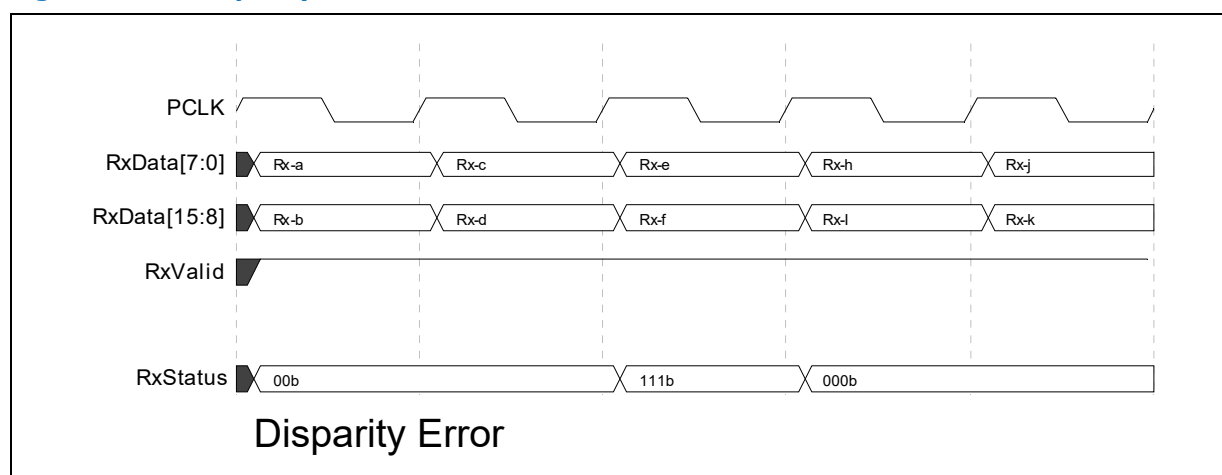 PCLK
RxData[7:0] Rx-a Rx-c Rx-e Rx-h Rx-j
RxData[15:8] Rx-b Rx-d Rx-f Rx-l Rx-k
RxValid
RxStatus 00b 111b 000b
Disparity Error